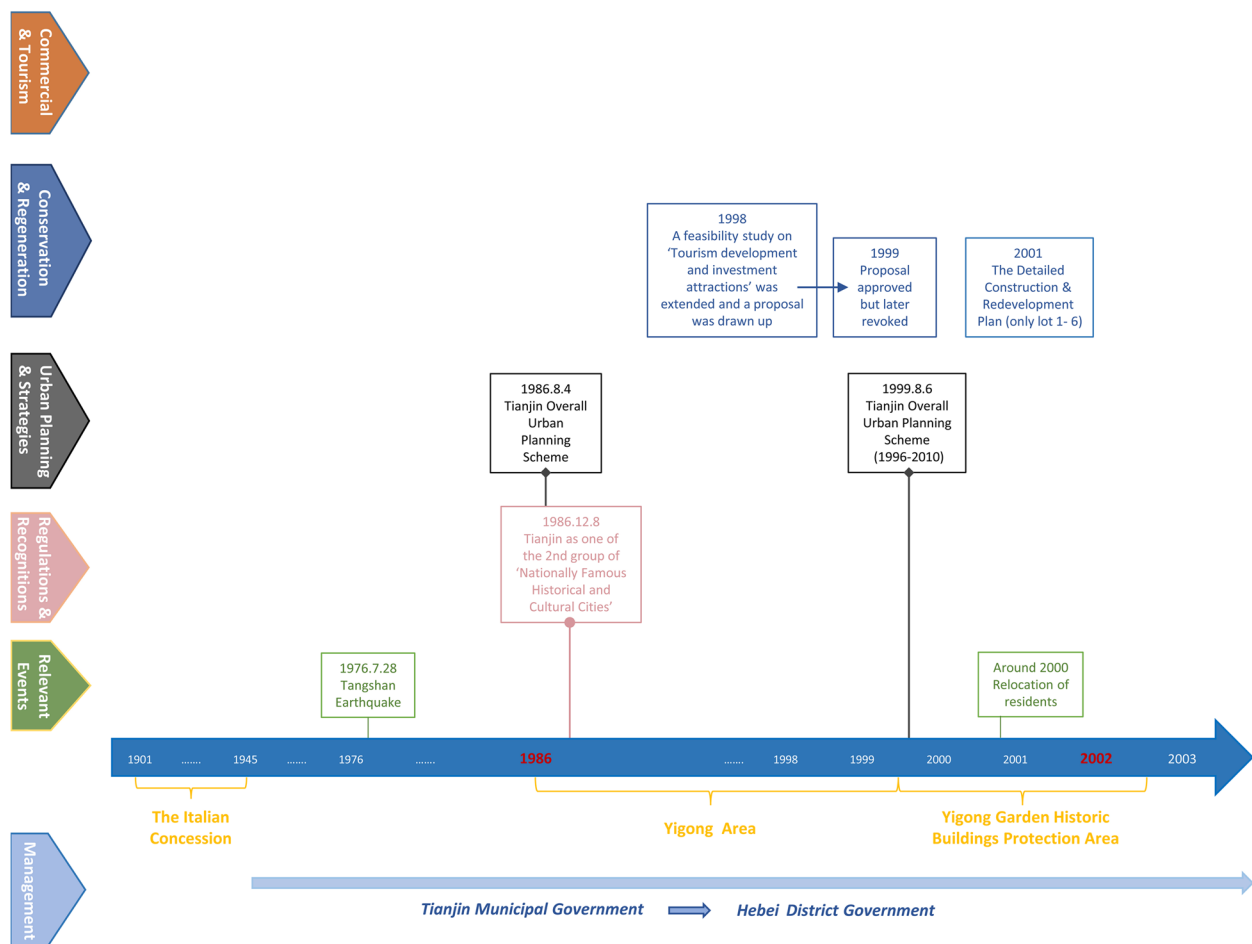 Commercial
& Tourism
Conservation
& Regeneration
1998
A feasibility study on
‘Tourism development
and investment
attractions’ was
extended and a proposal
was drawn up
1999
Proposal
approved
but later
revoked
2001
The Detailed
Construction &
Redevelopment
Plan (only lot 1- 6)
Urban Planning
& Strategies
1986.8.4
Tianjin Overall
Urban
Planning
Scheme
1999.8.6
Tianjin Overall
Urban Planning
Scheme
(1996-2010)
Regulations &
Recognitions
1986.12.8
Tianjin as one of
the 2nd group of
‘Nationally Famous
Historical and
Cultural Cities’
Relevant
Events
1976.7.28
Tangshan
Earthquake
Around 2000
Relocation of
residents
1901 ....... 1945 ....... 1976 ....... 1986 ....... 1998 1999 2000 2001 2002 2003
The Italian
Concession
Yigong Area
Yigong Garden Historic
Buildings Protection Area
Management
Tianjin Municipal Government Hebei District Government